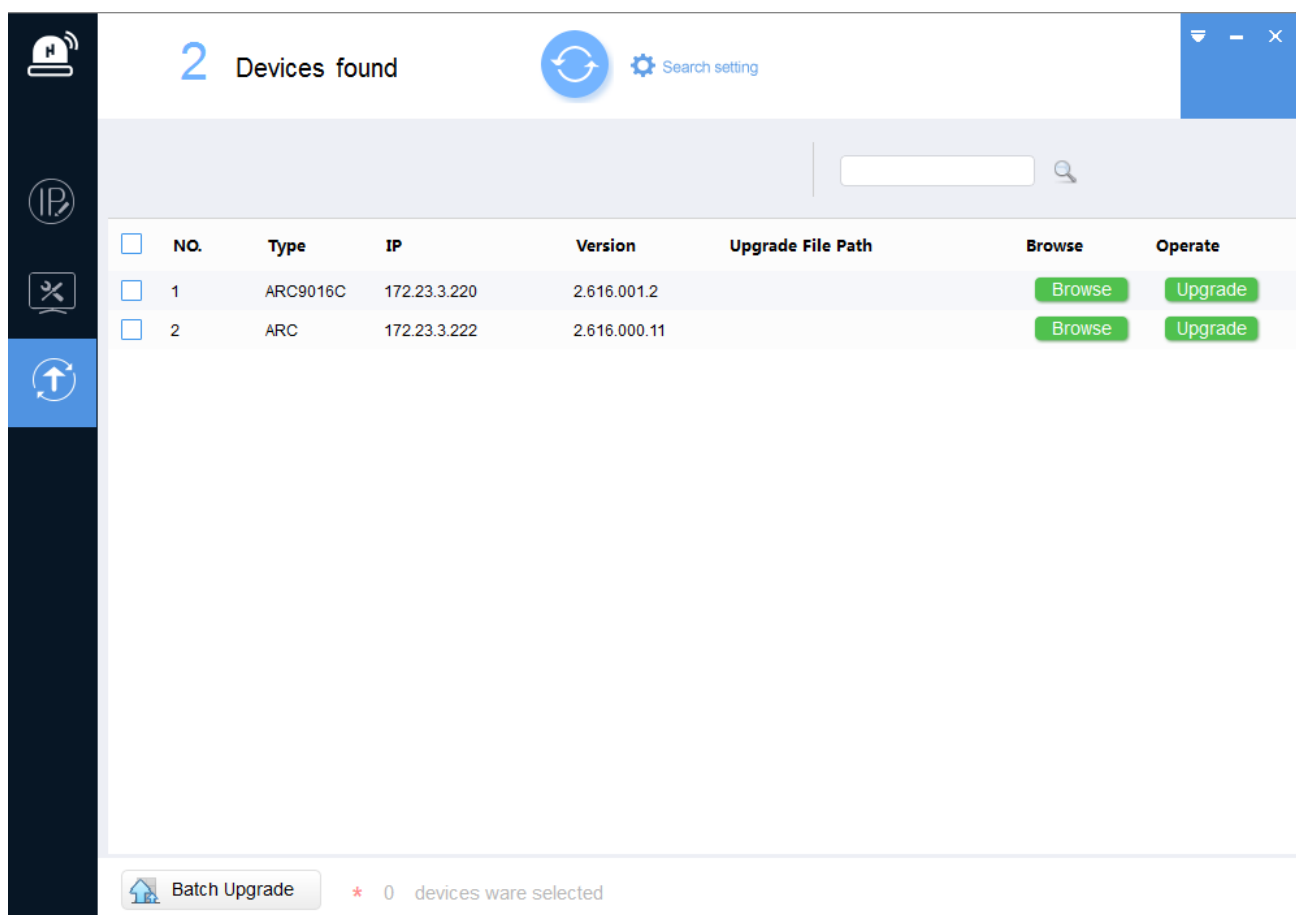 H
2 Devices found
Search setting
IP
NO. Type IP Version Upgrade File Path Browse Operate
1 ARC9016C 172.23.3.220 2.616.001.2 Browse Upgrade
2 ARC 172.23.3.222 2.616.000.11 Browse Upgrade
Batch Upgrade * 0 devices ware selected